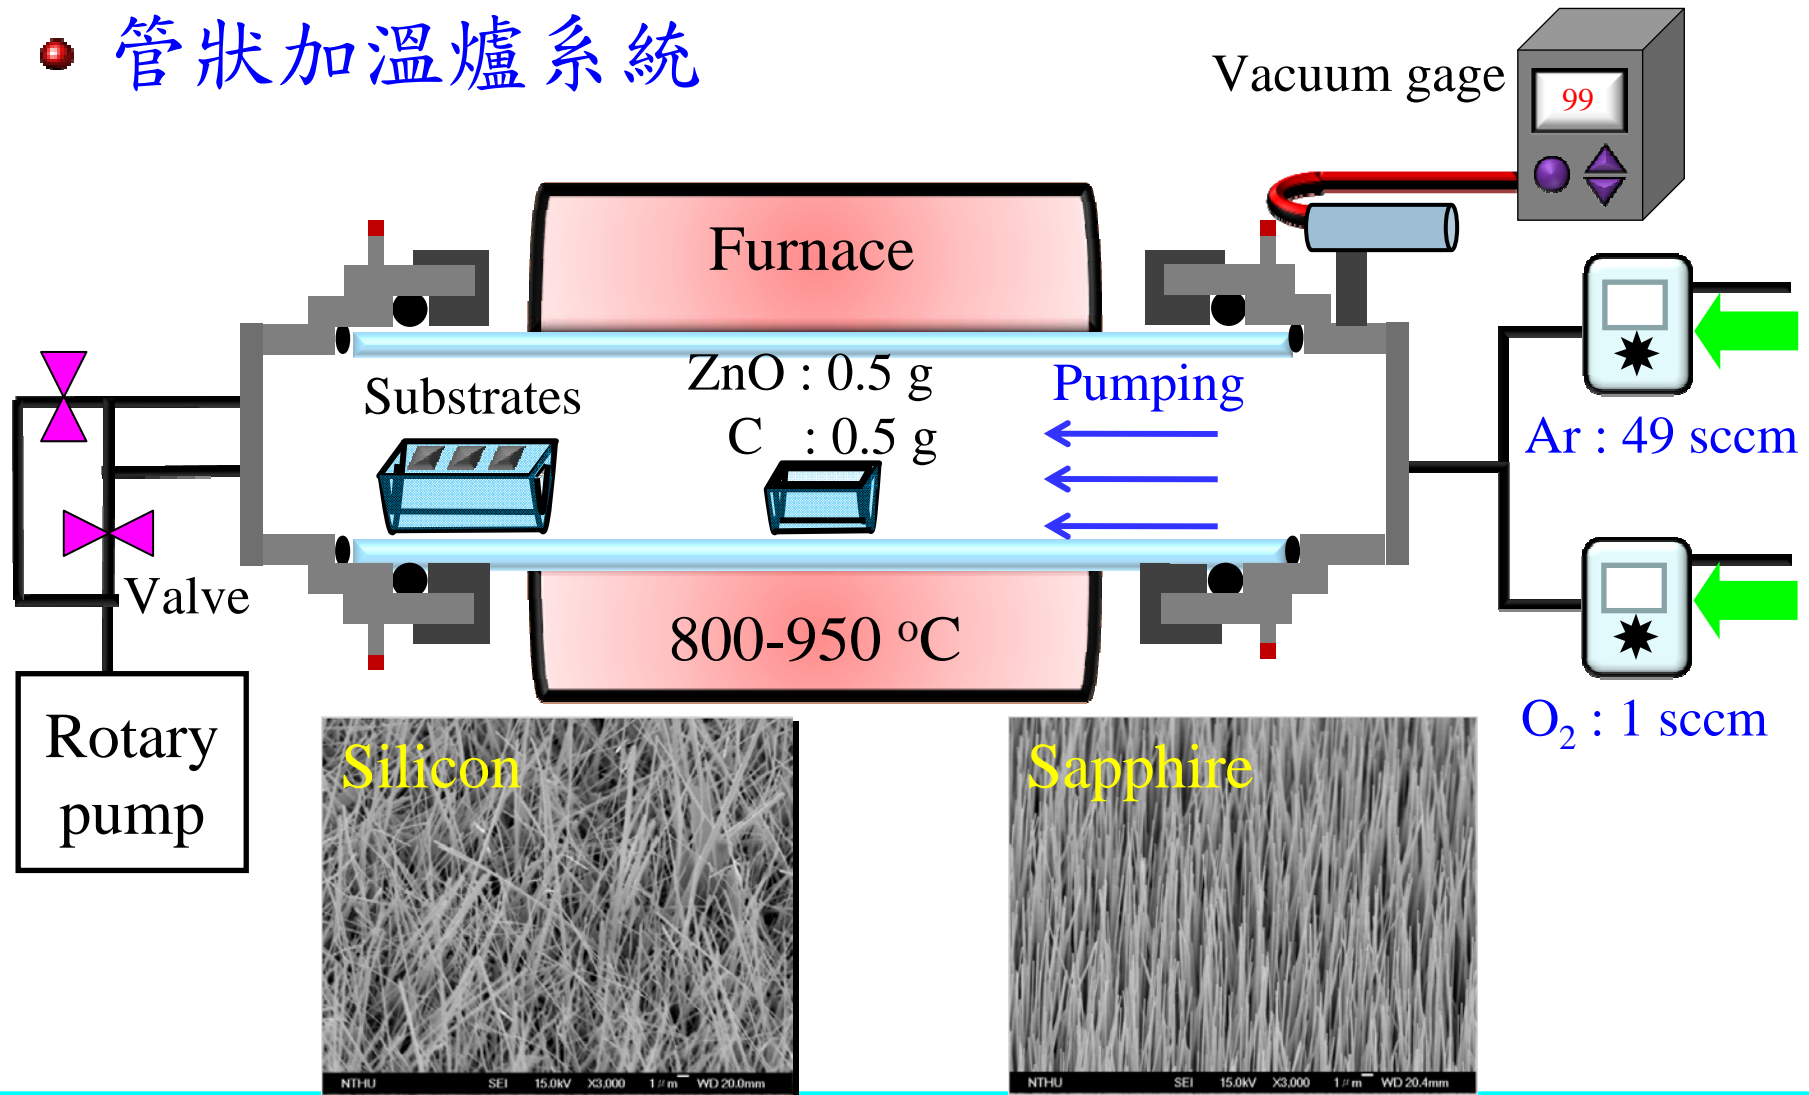 管狀加溫爐系統
Vacuum gage
99
Furnace
ZnO : 0.5 g
C : 0.5 g
Substrates
Pumping
Ar : 49 sccm
Valve
800-950 °C
O₂ : 1 sccm
Rotary
pump
Silicon
NTHU SEI 15.0kV X3,000 1μm WD 20.0mm
Sapphire
NTHU SEI 15.0kV X3,000 1μm WD 20.4mm